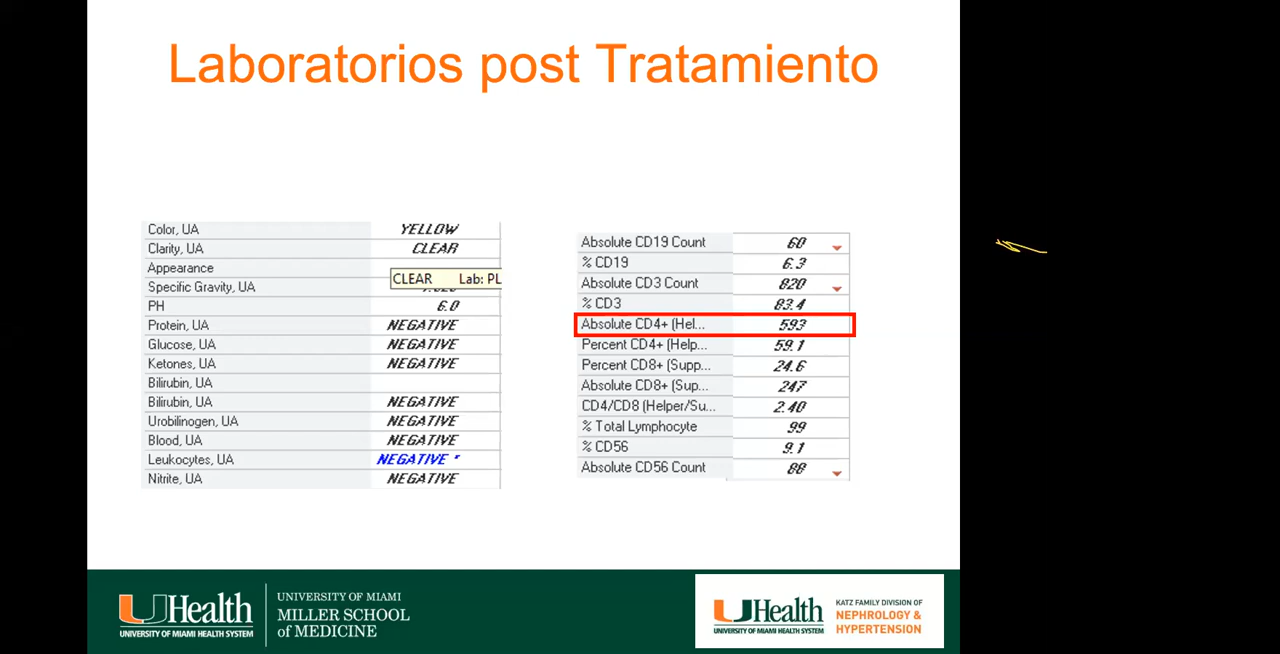 Laboratorios post Tratamiento
Color, UA YELLOW
Clarity, UA CLEAR
Appearance
CLEAR Lab: PL
Specific Gravity, UA
PH 6.0
Protein, UA NEGATIVE
Glucose, UA NEGATIVE
Ketones, UA NEGATIVE
Bilirubin, UA
Bilirubin, UA NEGATIVE
Urobilinogen, UA NEGATIVE
Blood, UA NEGATIVE
Leukocytes, UA NEGATIVE *
Nitrite, UA NEGATIVE
Absolute CD19 Count 60
% CD19 6.3
Absolute CD3 Count 820
% CD3 83.4
Absolute CD4+ (Hel... 593
Percent CD4+ (Help... 59.1
Percent CD8+ (Supp... 24.6
Absolute CD8+ (Sup... 247
CD4/CD8 (Helper/Su... 2.40
% Total Lymphocyte 99
% CD56 9.1
Absolute CD56 Count 88
UHealth
UNIVERSITY OF MIAMI HEALTH SYSTEM
UNIVERSITY OF MIAMI
MILLER SCHOOL
of MEDICINE
UHealth
UNIVERSITY OF MIAMI HEALTH SYSTEM
KATZ FAMILY DIVISION OF
NEPHROLOGY &
HYPERTENSION